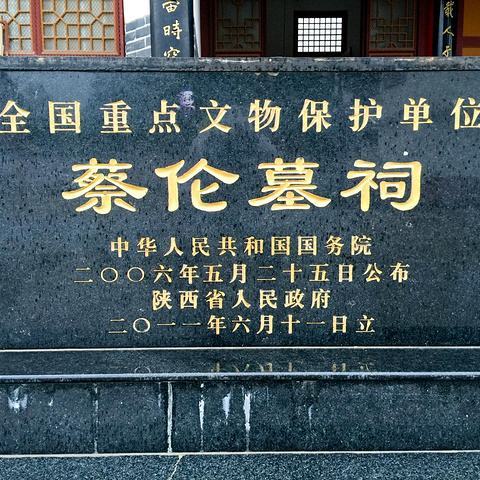 全国重点文物保护单位
蔡伦墓祠
中华人民共和国国务院
二〇〇六年五月二十五日公布
陕西省人民政府
二〇一一年六月十一日立